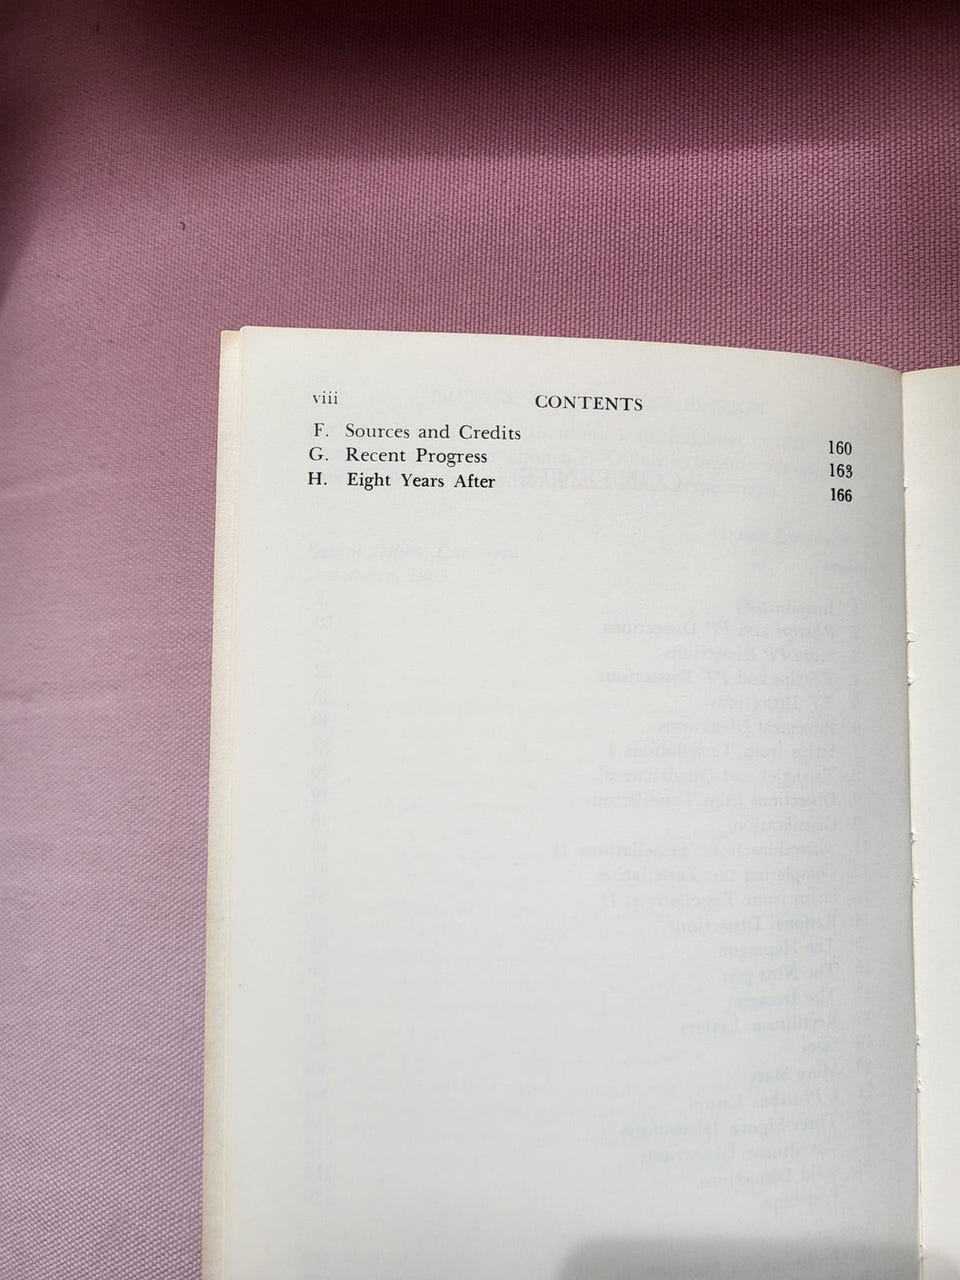 viii CONTENTS
F. Sources and Credits 160
G. Recent Progress 163
H. Eight Years After 166